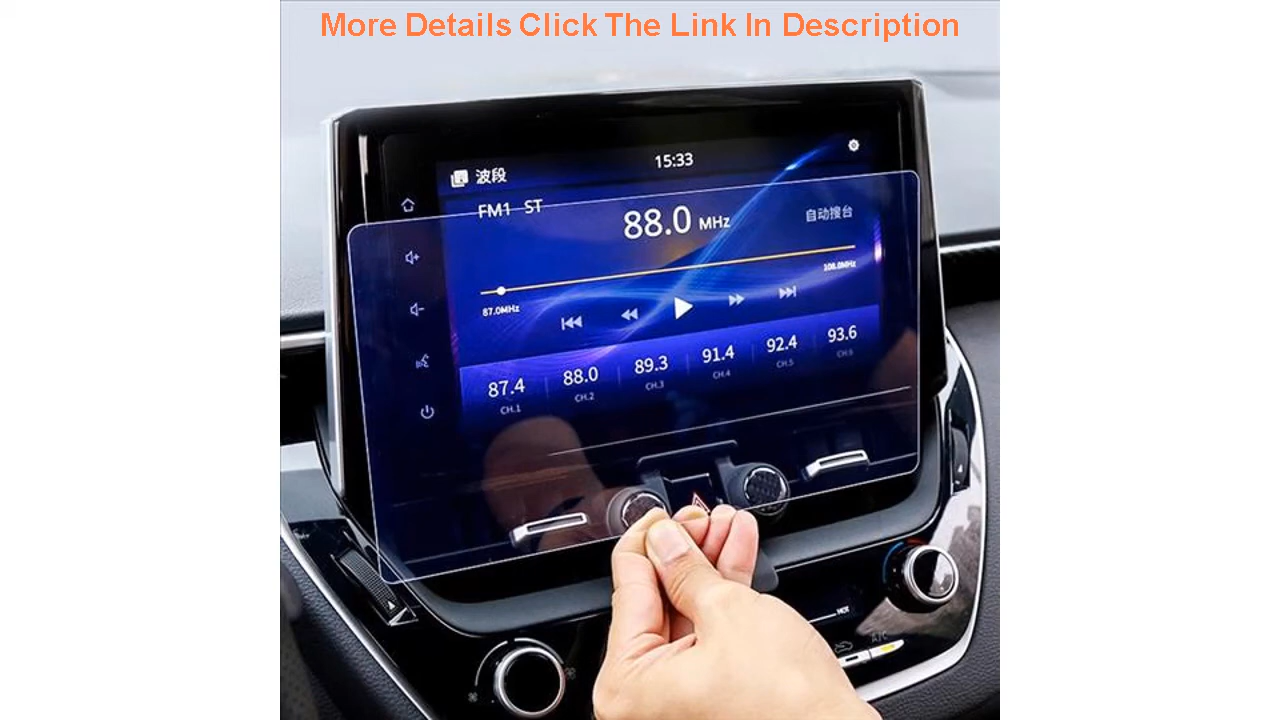 More Details Click The Link In Description
15:33
波段
FM1 ST
88.0 MHz
自动搜台
87.0MHz
108.0MHz
87.4 88.0 89.3 91.4 92.4 93.6
CH.1 CH.2 CH.3 CH.4 CH.5 CH.6
HOT
A/C